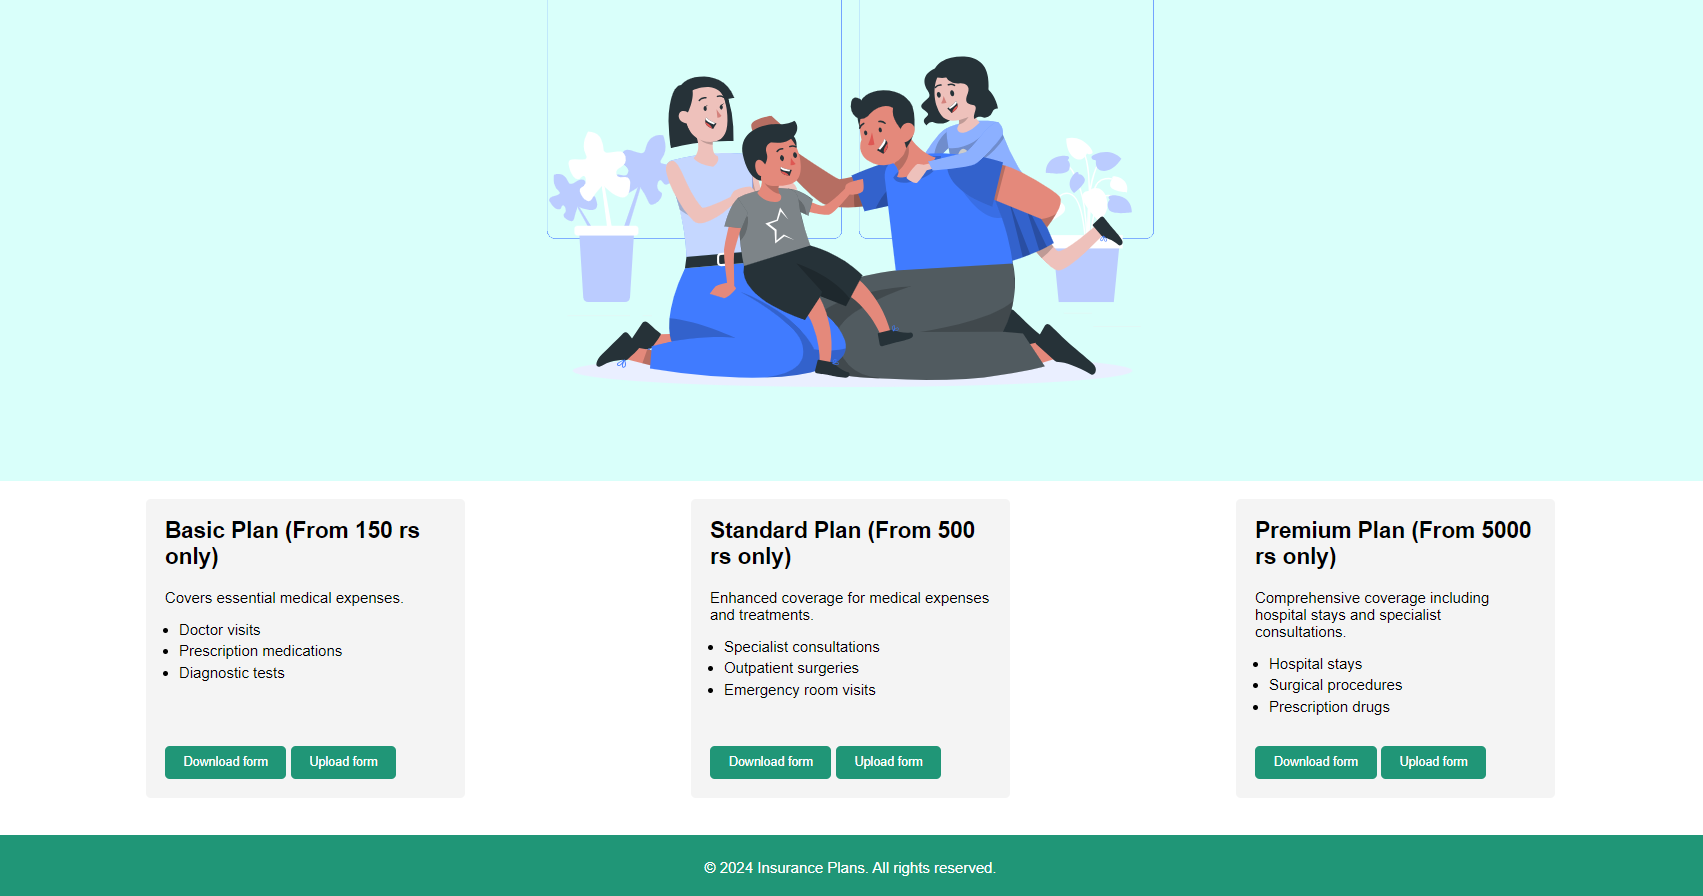 Basic Plan (From 150 rs
only)
Covers essential medical expenses.
Doctor visits
Prescription medications
Diagnostic tests
Download form
Upload form
Standard Plan (From 500
rs only)
Enhanced coverage for medical expenses
and treatments.
Specialist consultations
Outpatient surgeries
Emergency room visits
Download form
Upload form
Premium Plan (From 5000
rs only)
Comprehensive coverage including
hospital stays and specialist
consultations.
Hospital stays
Surgical procedures
Prescription drugs
Download form
Upload form
© 2024 Insurance Plans. All rights reserved.